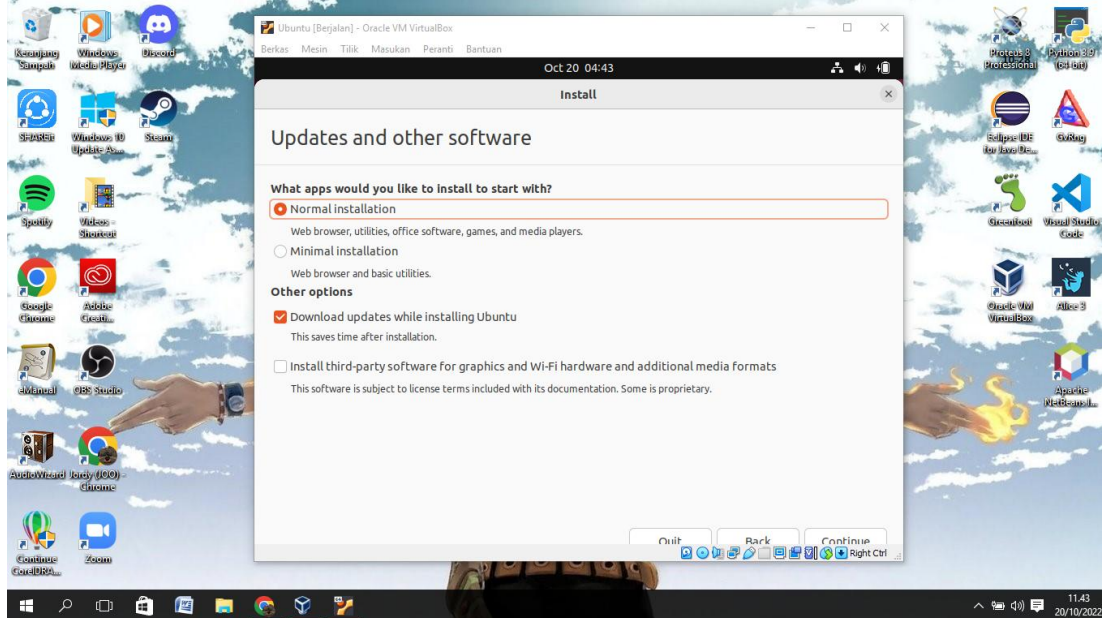 Keranjang
Sampah
Windows
Media Player
Discord
SHAREit
Windows 10
Update As...
Steam
Spotify
Videos -
Shortcut
Google
Chrome
Adobe
Creati...
eManual
OBS Studio
AudioWizard
Jordy (JOO) -
Chrome
Continue
CorelDRA...
Zoom
Ubuntu [Berjalan] - Oracle VM VirtualBox
Berkas Mesin Tilik Masukan Peranti Bantuan
Oct 20 04:43
Install
Updates and other software
What apps would you like to install to start with?
Normal installation
Web browser, utilities, office software, games, and media players.
Minimal installation
Web browser and basic utilities.
Other options
Download updates while installing Ubuntu
This saves time after installation.
Install third-party software for graphics and Wi-Fi hardware and additional media formats
This software is subject to license terms included with its documentation. Some is proprietary.
Quit Back Continue
Right Ctrl
Proteus 8
Professional
Python 3.9
(64-bit)
Eclipse IDE
for Java De...
GvRng
Greenfoot
Visual Studio
Code
Oracle VM
VirtualBox
Alice 3
Apache
NetBeans I...
11.43
20/10/2022